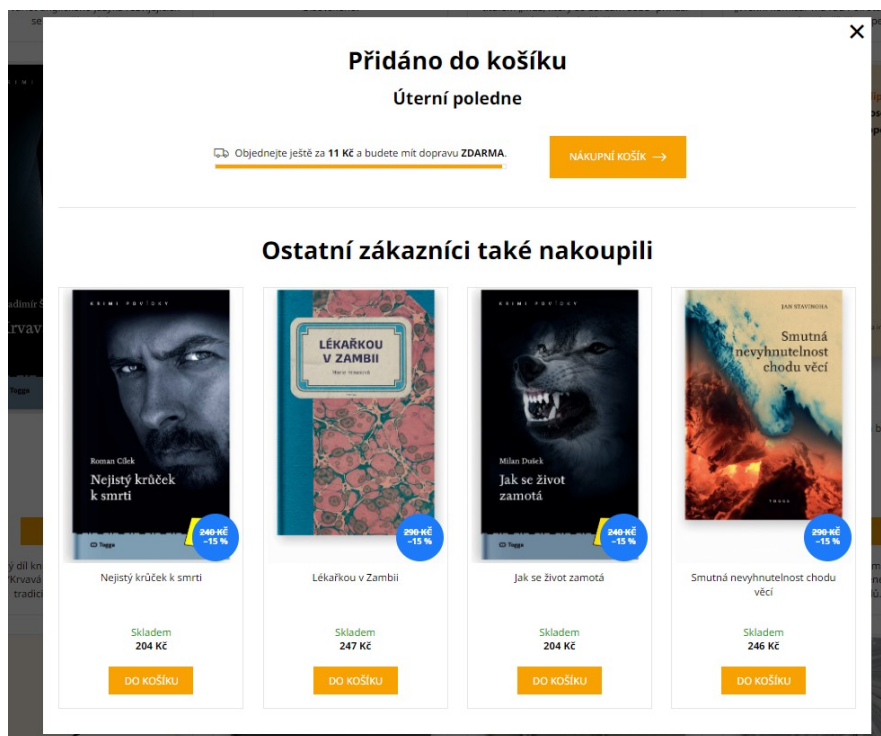 Přidáno do košíku
Úterní poledne
Objednejte ještě za 11 Kč a budete mít dopravu ZDARMA.
NÁKUPNÍ KOŠÍK →
Ostatní zákazníci také nakoupili
KRIMI POVÍDKY
Roman Cílek
Nejistý krůček
k smrti
Togga
240 Kč
–15 %
Nejistý krůček k smrti
Skladem
204 Kč
DO KOŠÍKU
LÉKAŘKOU
V ZAMBII
290 Kč
–15 %
Lékařkou v Zambii
Skladem
247 Kč
DO KOŠÍKU
KRIMI POVÍDKY
Milan Dušek
Jak se život
zamotá
Togga
240 Kč
–15 %
Jak se život zamotá
Skladem
204 Kč
DO KOŠÍKU
JAN STAVINOHA
Smutná
nevyhnutelnost
chodu věcí
TOGGA
290 Kč
–15 %
Smutná nevyhnutelnost chodu
věcí
Skladem
246 Kč
DO KOŠÍKU